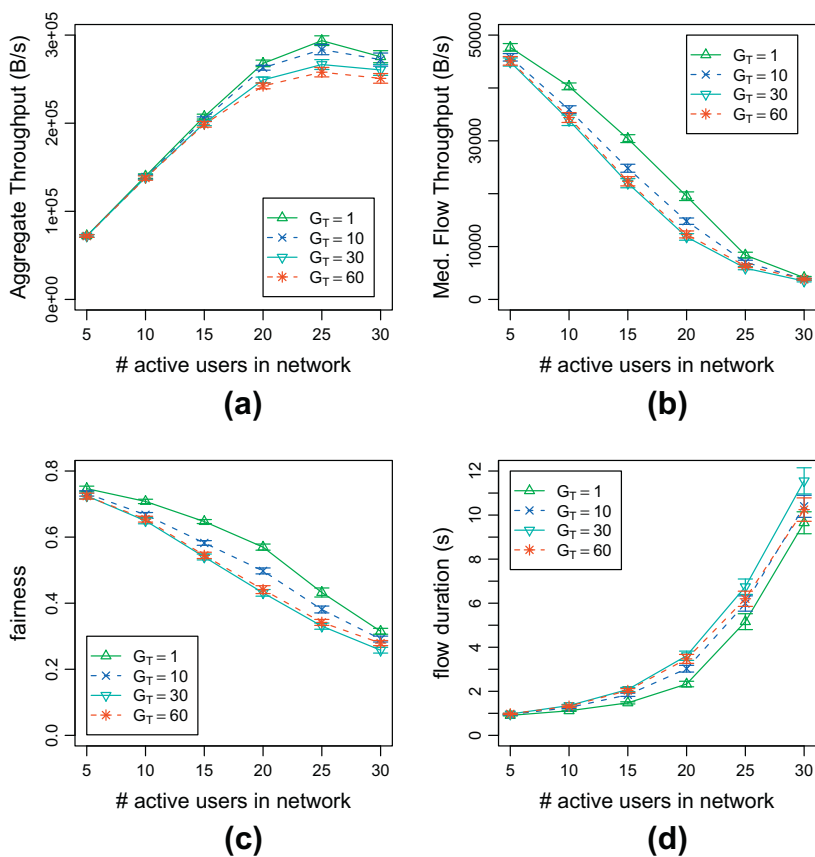 Aggregate Throughput (B/s)
3e+05
2e+05
1e+05
0e+00
G_T = 1
G_T = 10
G_T = 30
G_T = 60
5 10 15 20 25 30
# active users in network
(a)
Med. Flow Throughput (B/s)
50000
30000
10000
0
G_T = 1
G_T = 10
G_T = 30
G_T = 60
5 10 15 20 25 30
# active users in network
(b)
fairness
0.8
0.6
0.4
0.2
0.0
G_T = 1
G_T = 10
G_T = 30
G_T = 60
5 10 15 20 25 30
# active users in network
(c)
flow duration (s)
12
10
8
6
4
2
0
G_T = 1
G_T = 10
G_T = 30
G_T = 60
5 10 15 20 25 30
# active users in network
(d)